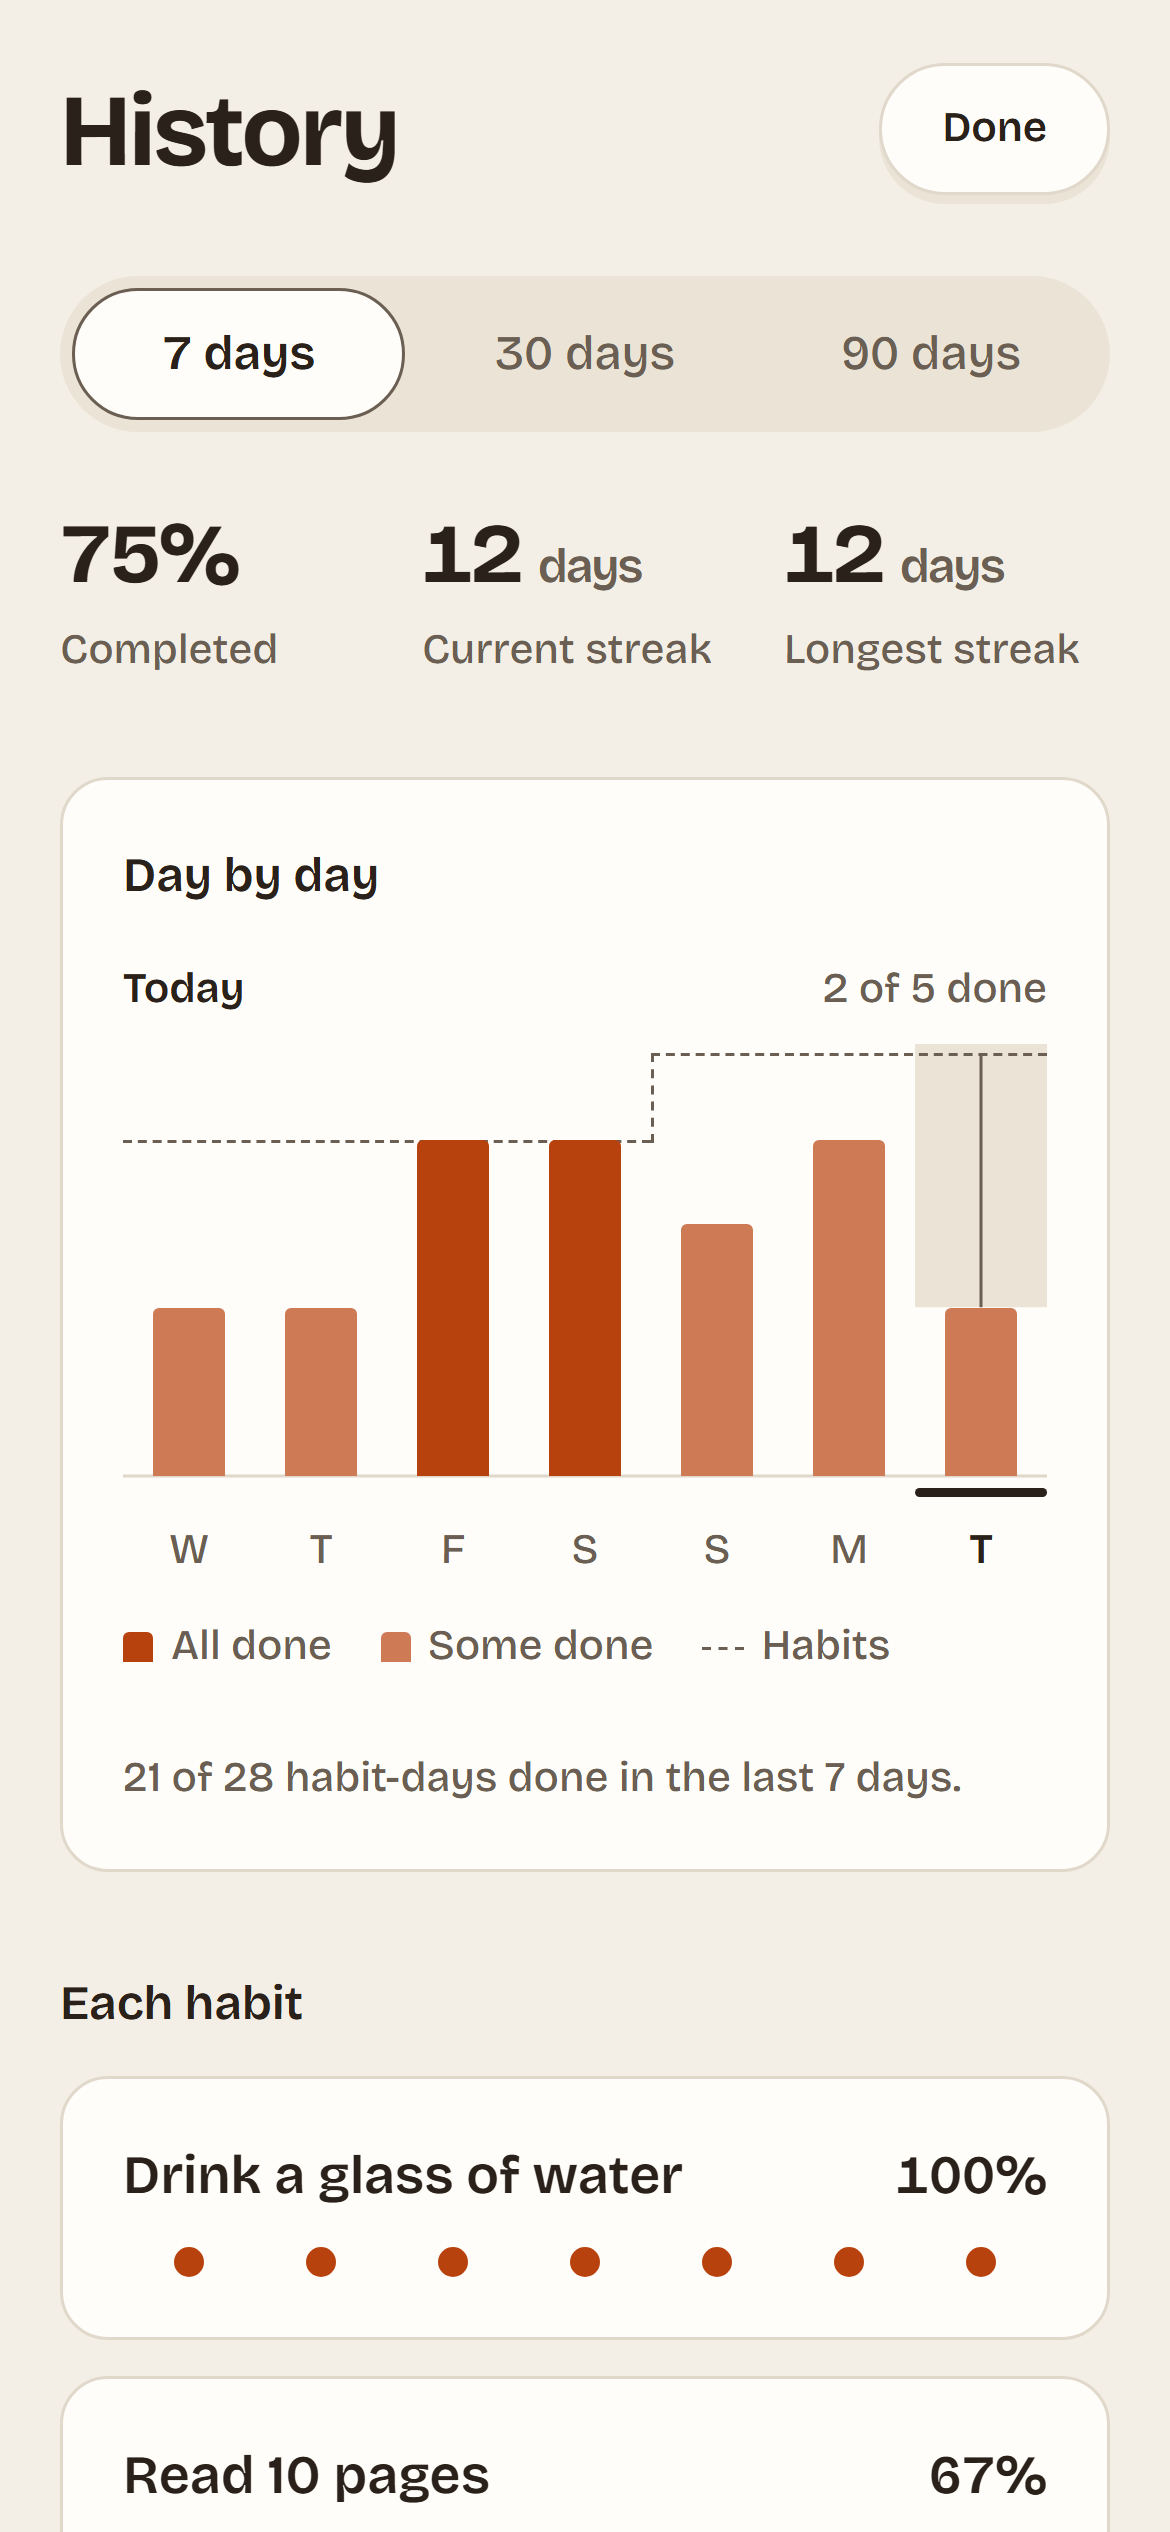 History
Done
7 days
30 days
90 days
75%
12 days
12 days
Completed
Current streak
Longest streak
Day by day
Today
2 of 5 done
W T F S S M T
All done
Some done
Habits
21 of 28 habit-days done in the last 7 days.
Each habit
Drink a glass of water
100%
Read 10 pages
67%